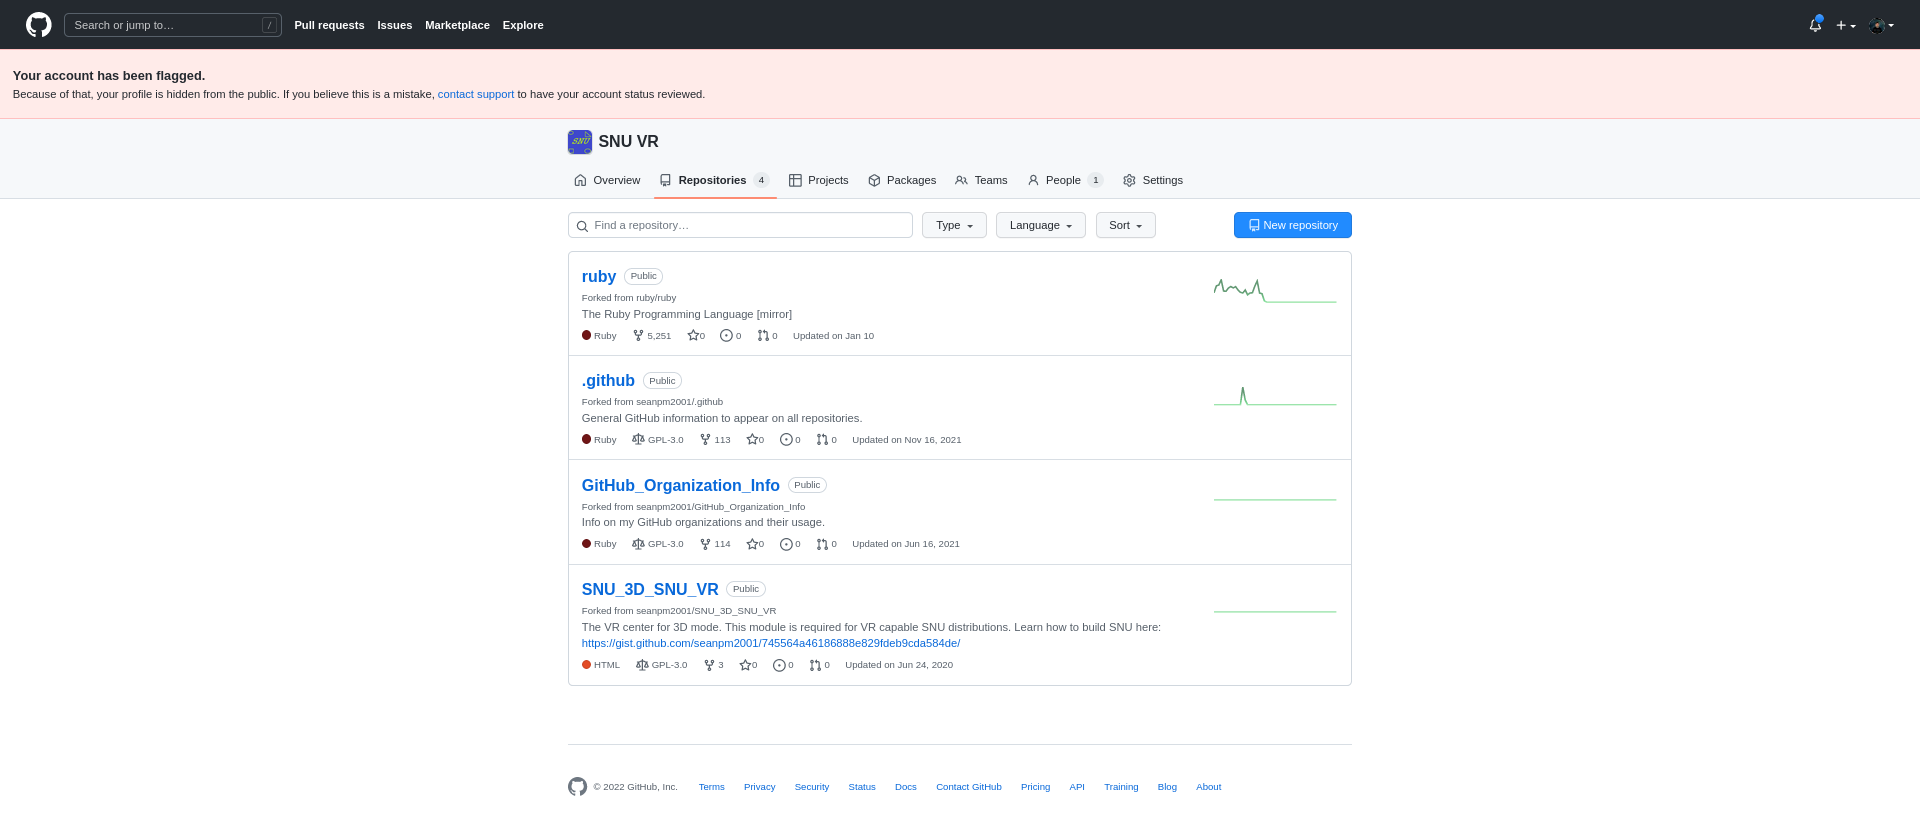 Search or jump to… / Pull requests Issues Marketplace Explore
Your account has been flagged.
Because of that, your profile is hidden from the public. If you believe this is a mistake, contact support to have your account status reviewed.
SNU SNU VR
Overview Repositories 4 Projects Packages People 1 Teams Settings
Find a repository… Type Language Sort New repository
ruby Public
Forked from ruby/ruby
The Ruby Programming Language [mirror]
Ruby 5,251 0 0 0 Updated on Jan 10
.github Public
Forked from seanpm2001/.github
General GitHub information to appear on all repositories.
Ruby GPL-3.0 113 0 0 0 Updated on Nov 16, 2021
GitHub_Organization_Info Public
Forked from seanpm2001/GitHub_Organization_Info
Info on my GitHub organizations and their usage.
Ruby GPL-3.0 114 0 0 0 Updated on Jun 16, 2021
SNU_3D_SNU_VR Public
Forked from seanpm2001/SNU_3D_SNU_VR
The VR center for 3D mode. This module is required for VR capable SNU distributions. Learn how to build SNU here:
https://gist.github.com/seanpm2001/745564a46186888e829fdeb9cda584de/
HTML GPL-3.0 3 0 0 0 Updated on Jun 24, 2020
© 2022 GitHub, Inc. Terms Privacy Security Status Docs Contact GitHub Pricing API Training Blog About